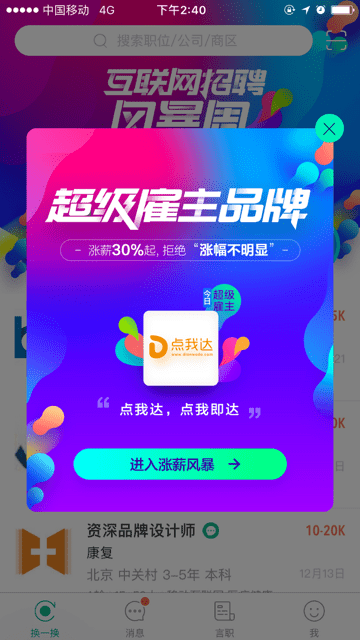 中国移动 4G 下午2:40
搜索职位/公司/商区
互联网招聘
风暴周
超级雇主品牌
- 涨薪30%起, 拒绝 “涨幅不明显” -
今日
超级
雇主
点我达
“ 点我达，点我即达 ”
进入涨薪风暴 →
5K
21
K
日
资深品牌设计师
10-20K
康复
北京 中关村 3-5年 本科
12月13日
换一换
消息
言职
我